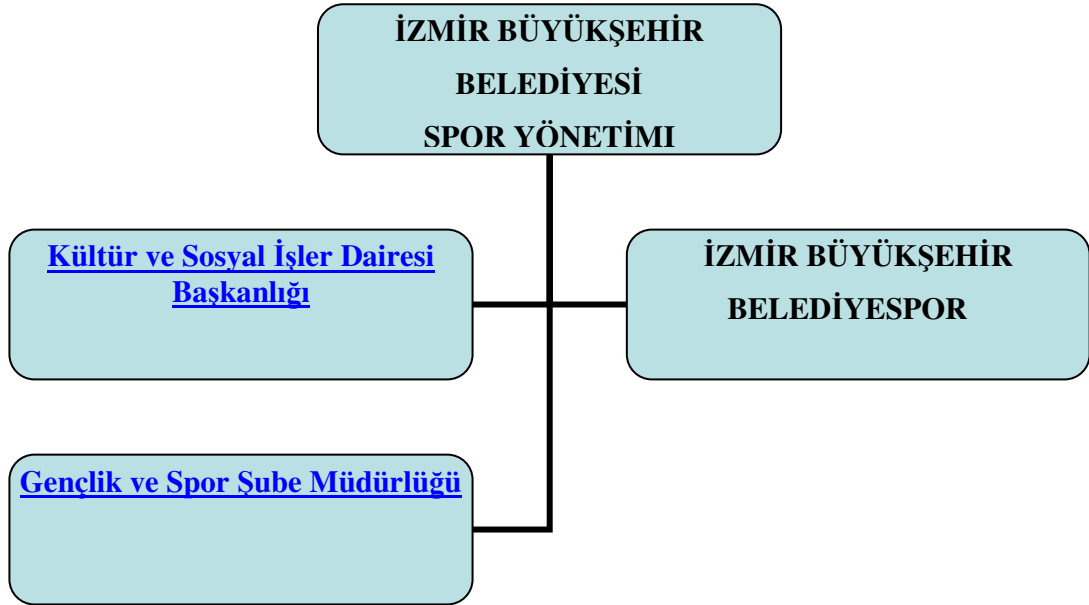 İZMİR BÜYÜKŞEHİR
BELEDİYESİ
SPOR YÖNETİMI
Kültür ve Sosyal İşler Dairesi
Başkanlığı
İZMİR BÜYÜKŞEHİR
BELEDİYESPOR
Gençlik ve Spor Şube Müdürlüğü